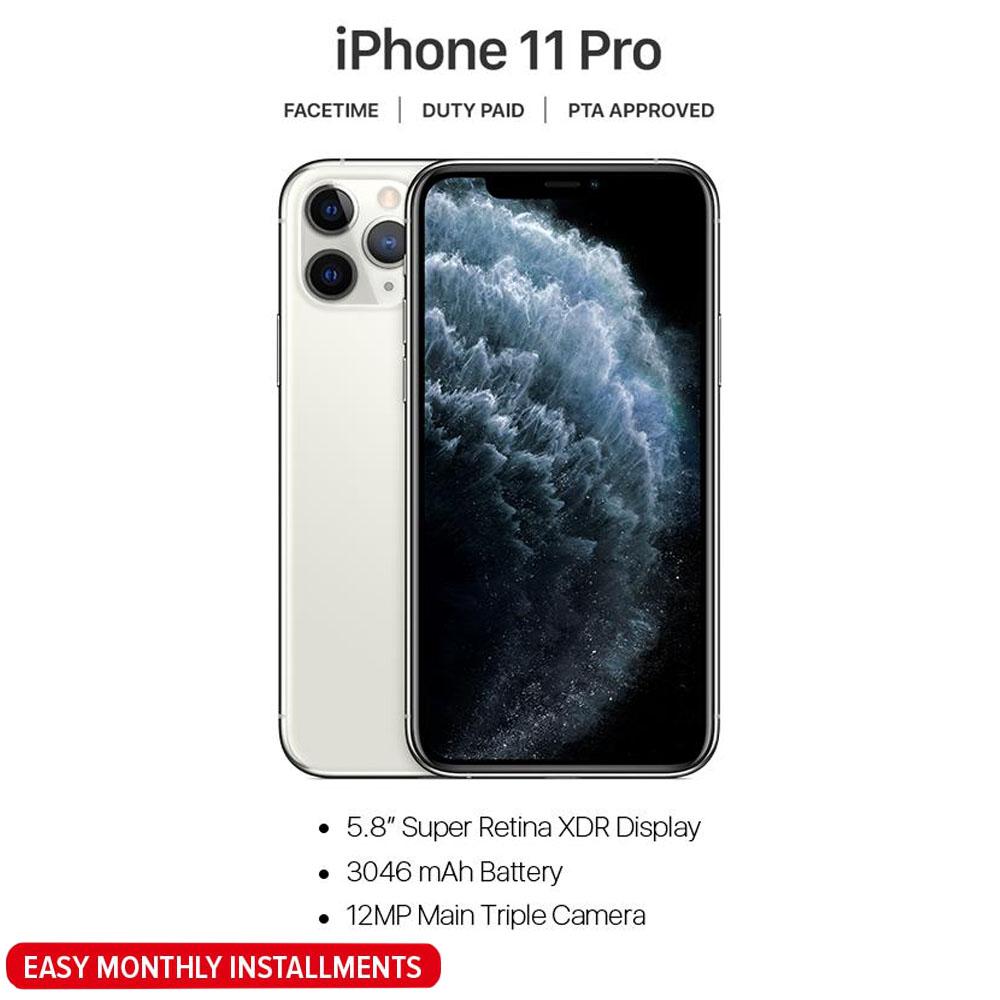 iPhone 11 Pro
FACETIME | DUTY PAID | PTA APPROVED
• 5.8” Super Retina XDR Display
• 3046 mAh Battery
• 12MP Main Triple Camera
EASY MONTHLY INSTALLMENTS